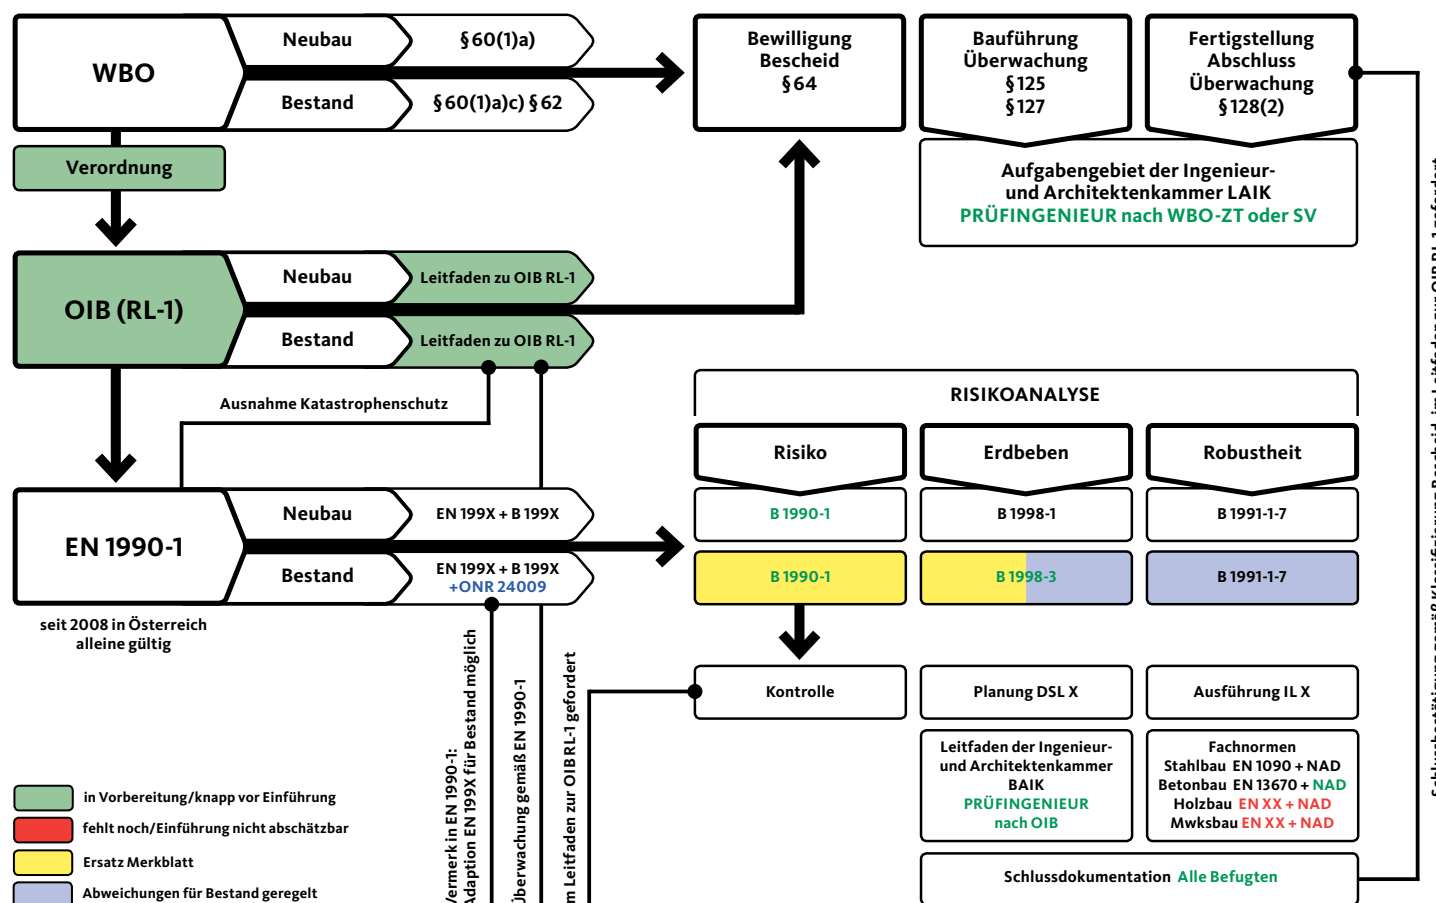 WBO
Neubau
§ 60(1)a)
Bestand
§ 60(1)a)c) § 62
Bewilligung
Bescheid
§ 64
Bauführung
Überwachung
§ 125
§ 127
Fertigstellung
Abschluss
Überwachung
§ 128(2)
Verordnung
Aufgabengebiet der Ingenieur-
und Architektenkammer LAIK
PRÜFINGENIEUR nach WBO-ZT oder SV
OIB (RL-1)
Neubau
Leitfaden zu OIB RL-1
Bestand
Leitfaden zu OIB RL-1
Ausnahme Katastrophenschutz
RISIKOANALYSE
Risiko
Erdbeben
Robustheit
EN 1990-1
Neubau
EN 199X + B 199X
Bestand
EN 199X + B 199X
+ONR 24009
B 1990-1
B 1998-1
B 1991-1-7
B 1990-1
B 1998-3
B 1991-1-7
seit 2008 in Österreich
alleine gültig
Kontrolle
Planung DSL X
Ausführung IL X
Leitfaden der Ingenieur-
und Architektenkammer
BAIK
PRÜFINGENIEUR
nach OIB
Fachnormen
Stahlbau EN 1090 + NAD
Betonbau EN 13670 + NAD
Holzbau EN XX + NAD
Mwksbau EN XX + NAD
Schlussdokumentation Alle Befugten
Vermerk in EN 1990-1:
Adaption EN 199X für Bestand möglich
Überwachung gemäß EN 1990-1
im Leitfaden zur OIB RL-1 gefordert
in Vorbereitung/knapp vor Einführung
fehlt noch/Einführung nicht abschätzbar
Ersatz Merkblatt
Abweichungen für Bestand geregelt